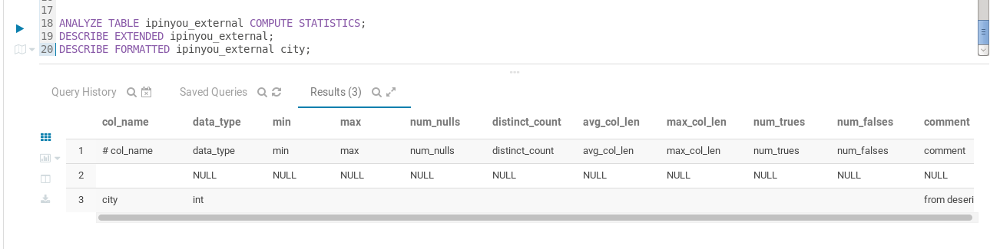 17
18 ANALYZE TABLE ipinyou_external COMPUTE STATISTICS;
19 DESCRIBE EXTENDED ipinyou_external;
20 DESCRIBE FORMATTED ipinyou_external city;
Query History Saved Queries Results (3)
col_name data_type min max num_nulls distinct_count avg_col_len max_col_len num_trues num_falses comment
1 # col_name data_type min max num_nulls distinct_count avg_col_len max_col_len num_trues num_falses comment
2 NULL NULL NULL NULL NULL NULL NULL NULL NULL NULL
3 city int from deseri